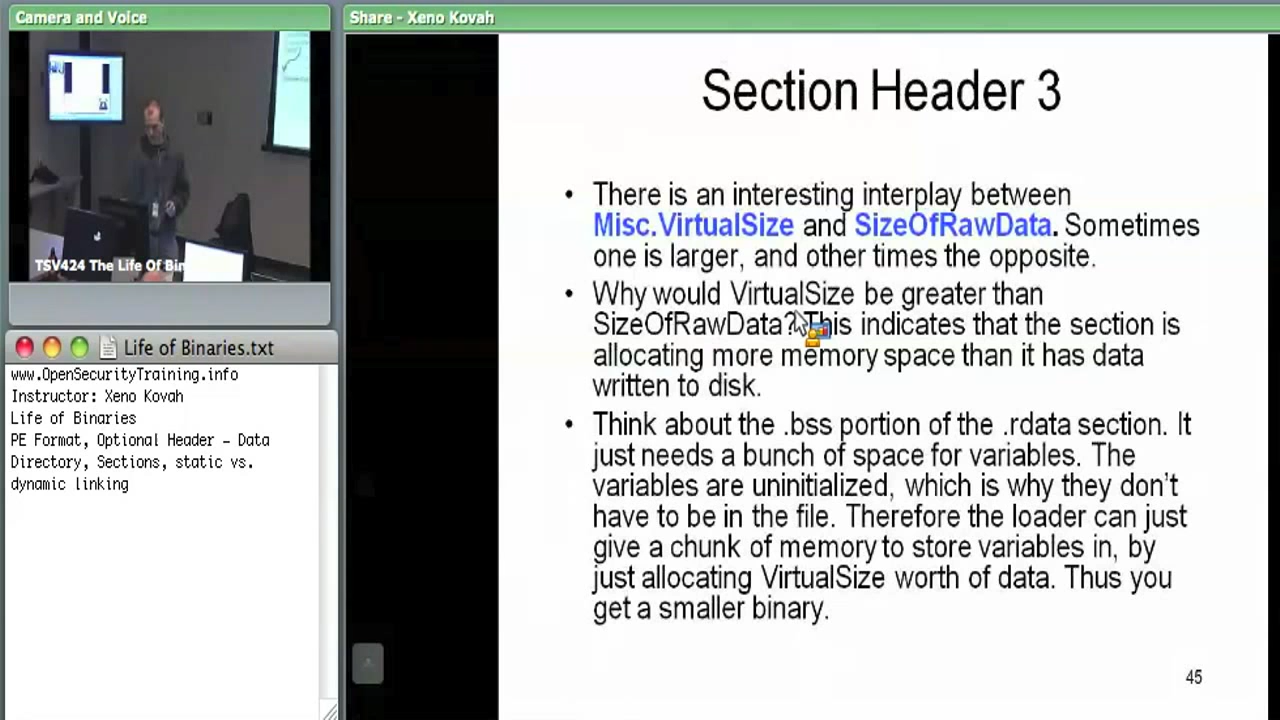 Camera and Voice
TSV424 The Life Of Bin
Life of Binaries.txt
www.OpenSecurityTraining.info
Instructor: Xeno Kovah
Life of Binaries
PE Format, Optional Header – Data
Directory, Sections, static vs.
dynamic linking
Share - Xeno Kovah
Section Header 3
• There is an interesting interplay between
Misc.VirtualSize and SizeOfRawData. Sometimes
one is larger, and other times the opposite.
• Why would VirtualSize be greater than
SizeOfRawData? This indicates that the section is
allocating more memory space than it has data
written to disk.
• Think about the .bss portion of the .rdata section. It
just needs a bunch of space for variables. The
variables are uninitialized, which is why they don't
have to be in the file. Therefore the loader can just
give a chunk of memory to store variables in, by
just allocating VirtualSize worth of data. Thus you
get a smaller binary.
45